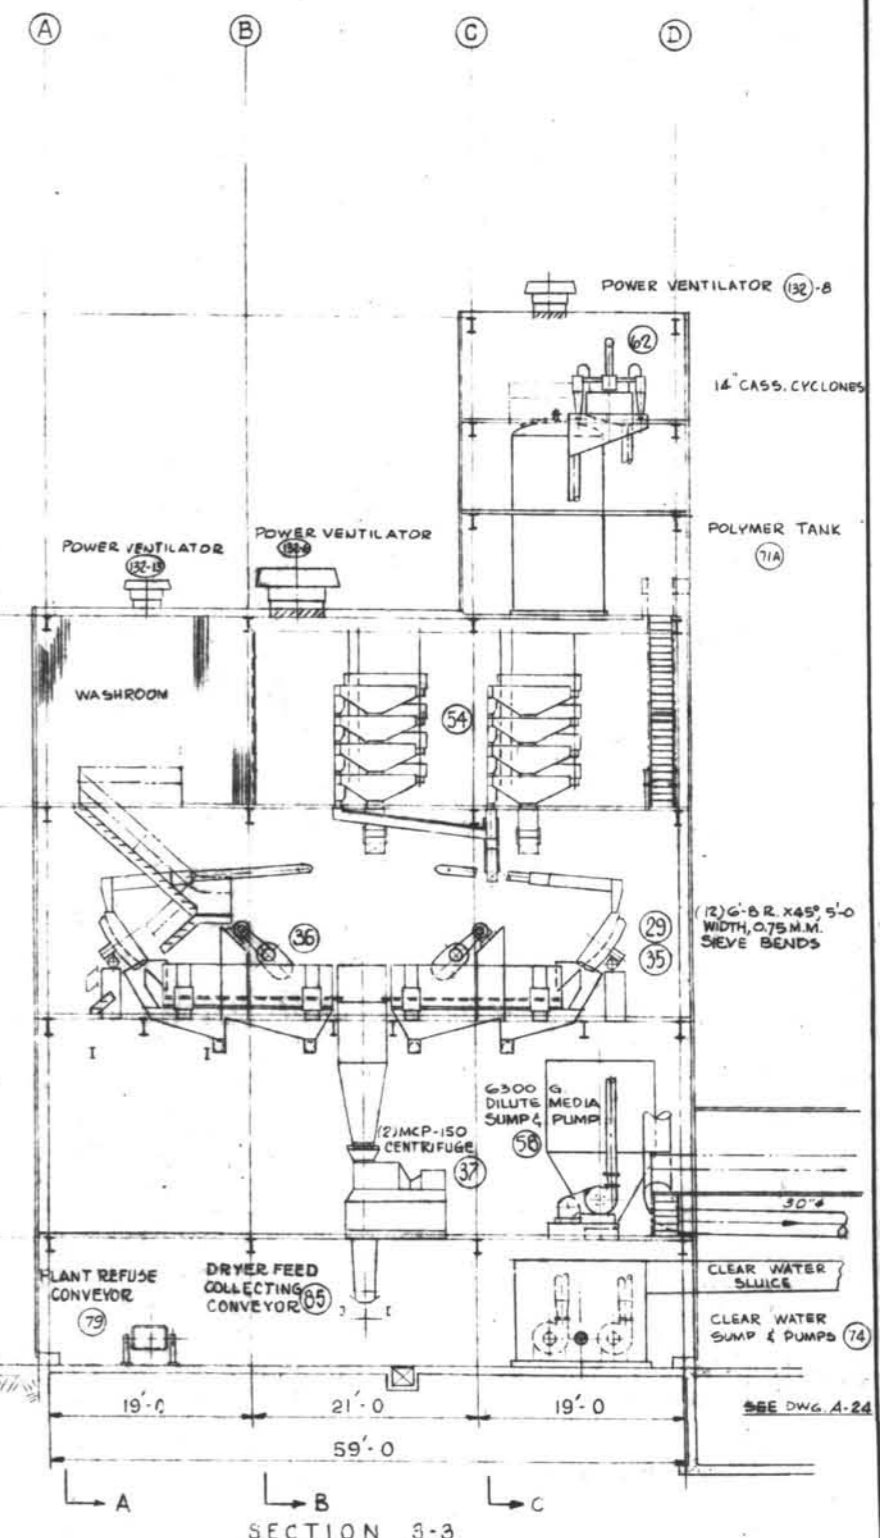 A B C D
POWER VENTILATOR 132-8
62
14" CASS. CYCLONES
POWER VENTILATOR
POWER VENTILATOR
132-13
POLYMER TANK
71A
WASHROOM
54
(12) 6'-8 R. X45°, 5'-0
WIDTH, 0.75 M.M.
SIEVE BENDS
29
35
36
6300 G.
DILUTE MEDIA
SUMP & PUMP
58
(2) MCP-150
CENTRIFUGE
37
30"ϕ
PLANT REFUSE
CONVEYOR
79
DRYER FEED
COLLECTING
CONVEYOR 85
CLEAR WATER
SLUICE
CLEAR WATER
SUMP & PUMPS 74
19'-0 21'-0 19'-0
SEE DWG. A-24
59'-0
A B C
SECTION 3-3